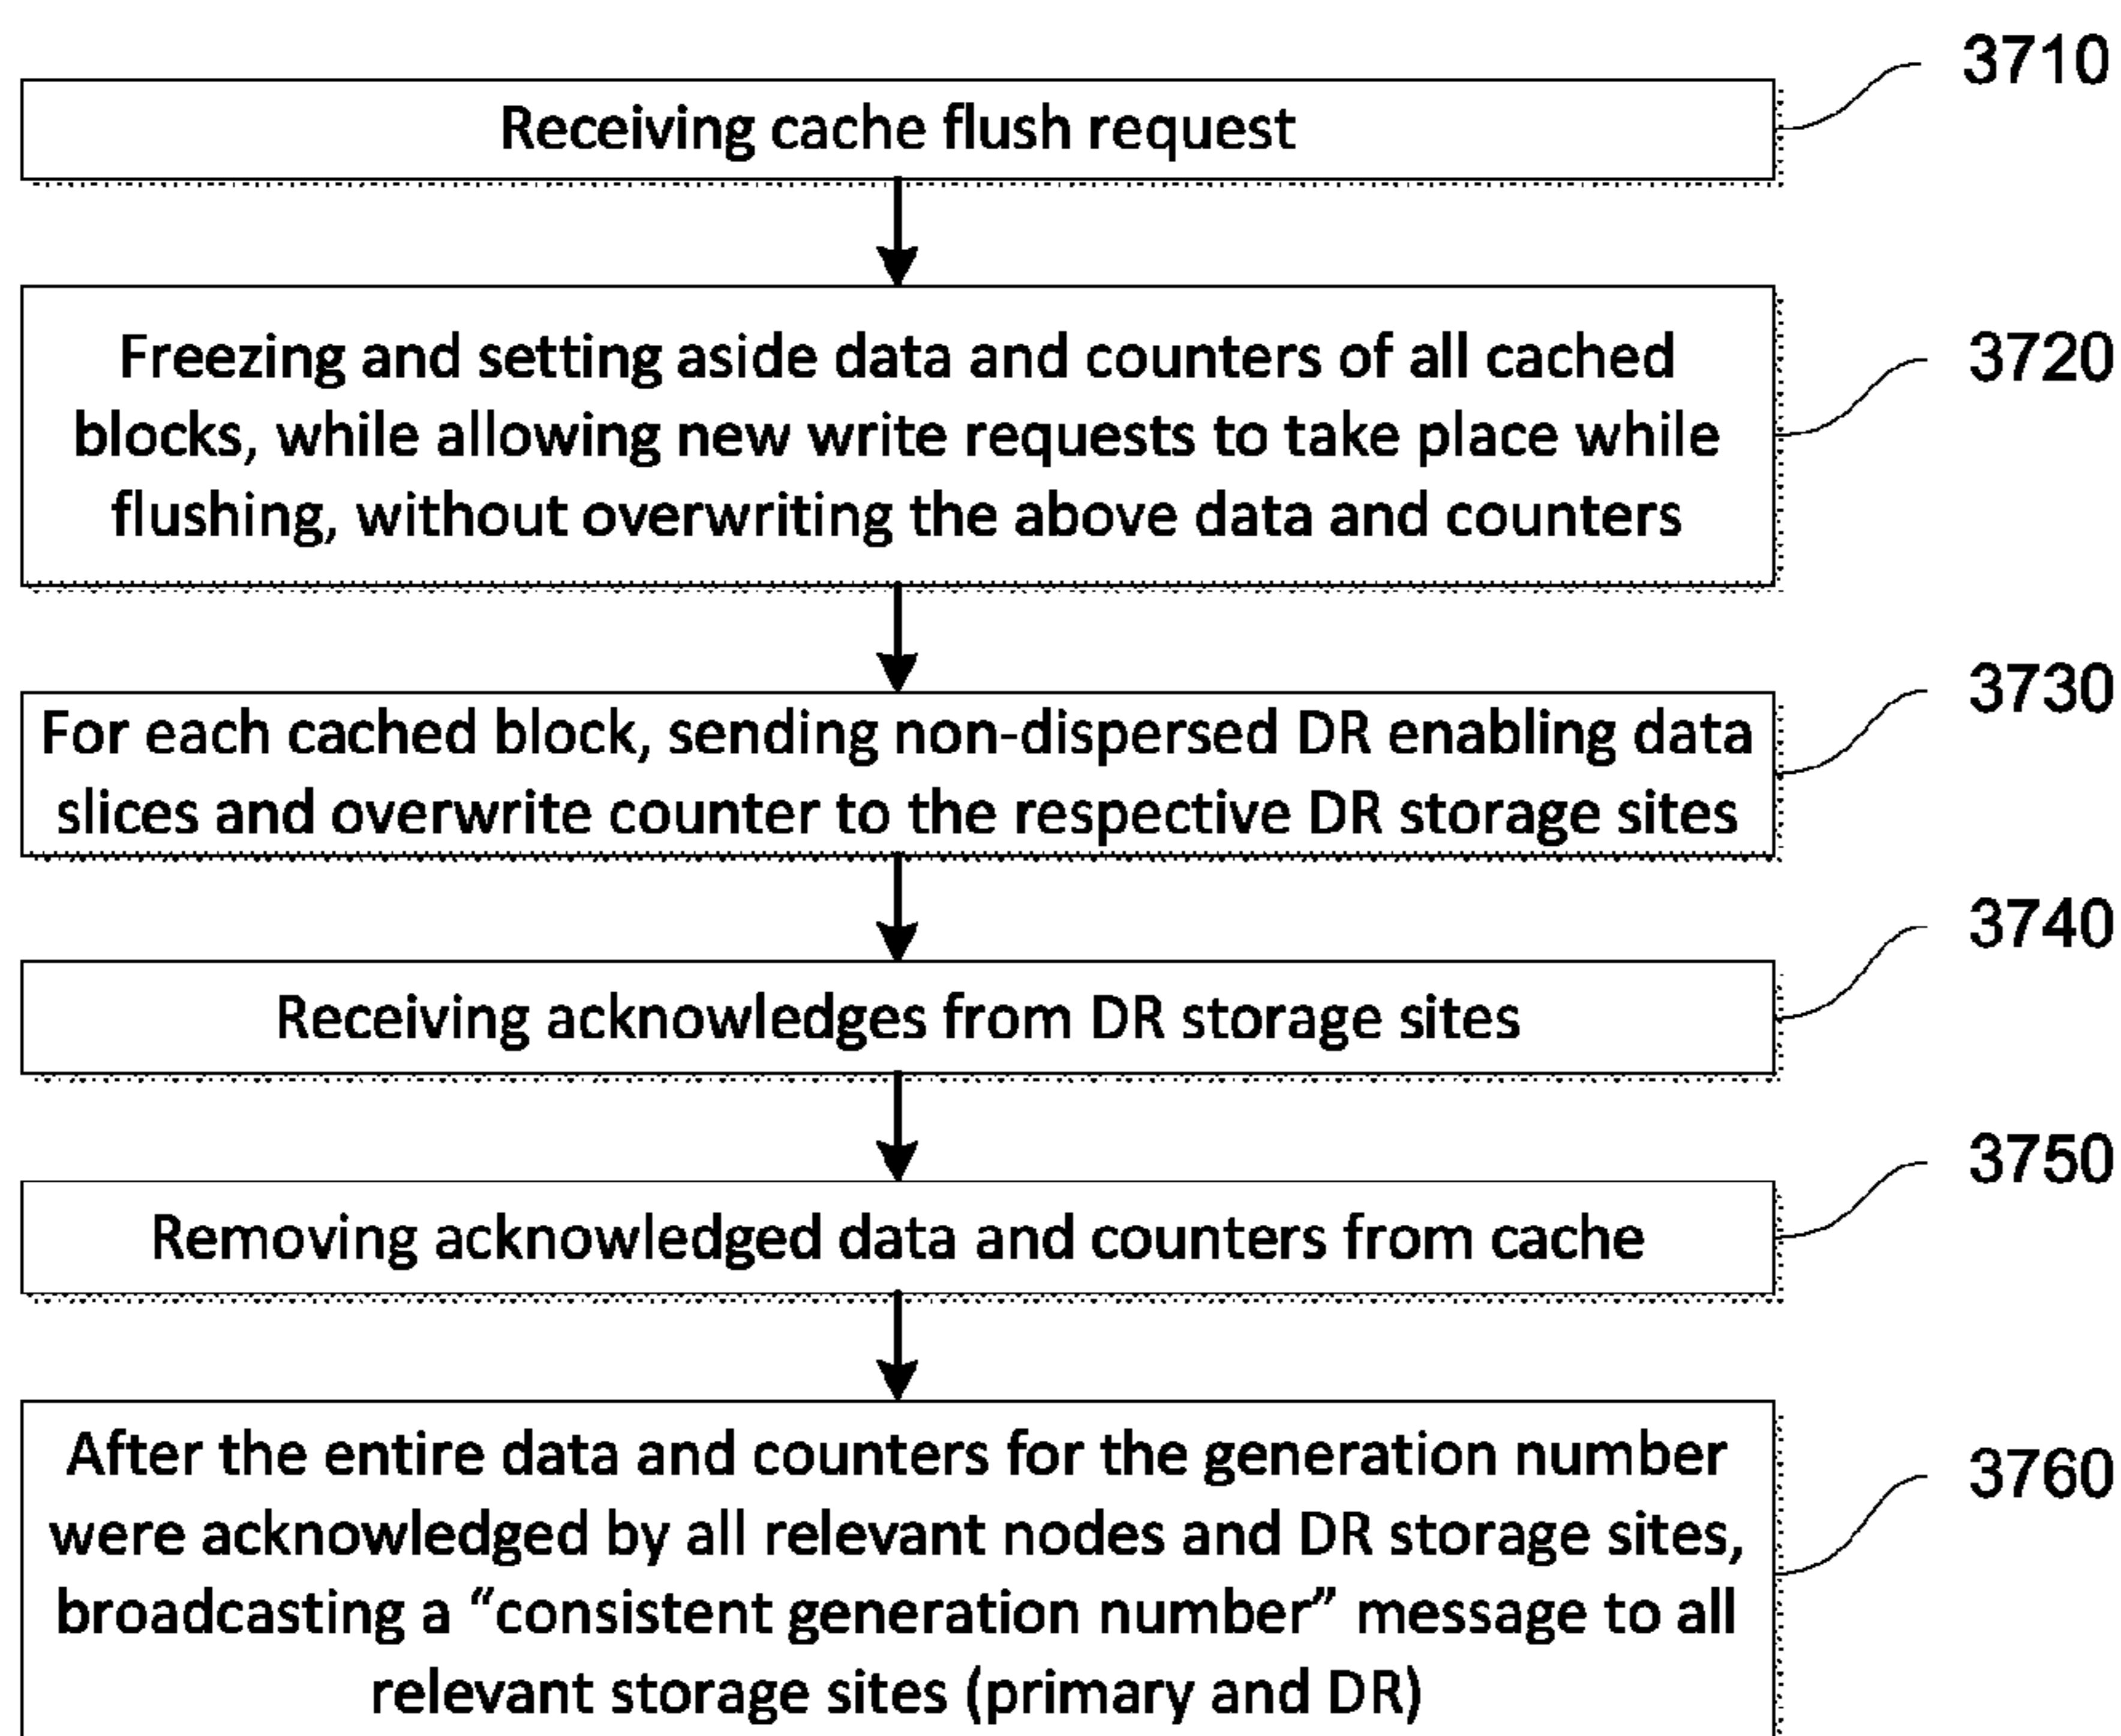 3710
Receiving cache flush request
3720
Freezing and setting aside data and counters of all cached
blocks, while allowing new write requests to take place while
flushing, without overwriting the above data and counters
3730
For each cached block, sending non-dispersed DR enabling data
slices and overwrite counter to the respective DR storage sites
3740
Receiving acknowledges from DR storage sites
3750
Removing acknowledged data and counters from cache
3760
After the entire data and counters for the generation number
were acknowledged by all relevant nodes and DR storage sites,
broadcasting a “consistent generation number” message to all
relevant storage sites (primary and DR)